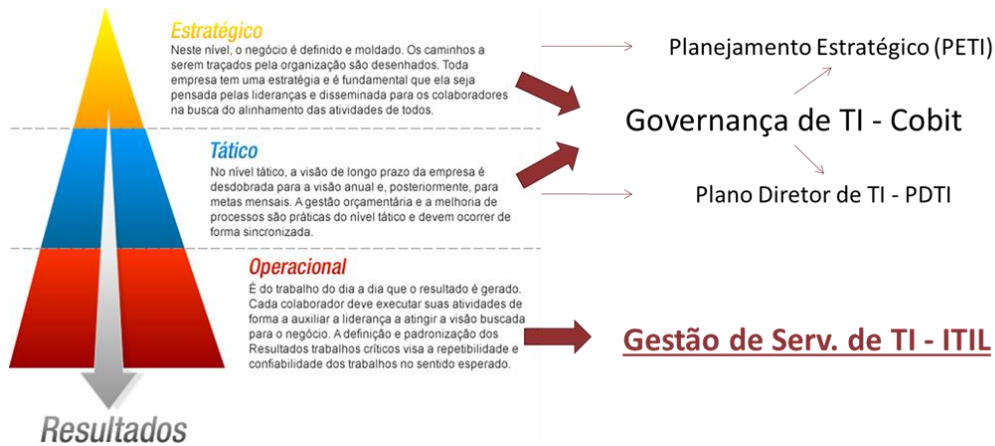 Estratégico
Neste nível, o negócio é definido e moldado. Os caminhos a
serem traçados pela organização são desenhados. Toda
empresa tem uma estratégia e é fundamental que ela seja
pensada pelas lideranças e disseminada para os colaboradores
na busca do alinhamento das atividades de todos.
Planejamento Estratégico (PETI)
Governança de TI - Cobit
Tático
No nível tático, a visão de longo prazo da empresa é
desdobrada para a visão anual e, posteriormente, para
metas mensais. A gestão orçamentária e a melhoria de
processos são práticas do nível tático e devem ocorrer de
forma sincronizada.
Plano Diretor de TI - PDTI
Operacional
É do trabalho do dia a dia que o resultado é gerado.
Cada colaborador deve executar suas atividades de
forma a auxiliar a liderança a atingir a visão buscada
para o negócio. A definição e padronização dos
Resultados trabalhos críticos visa a repetibilidade e
confiabilidade dos trabalhos no sentido esperado.
Gestão de Serv. de TI - ITIL
Resultados